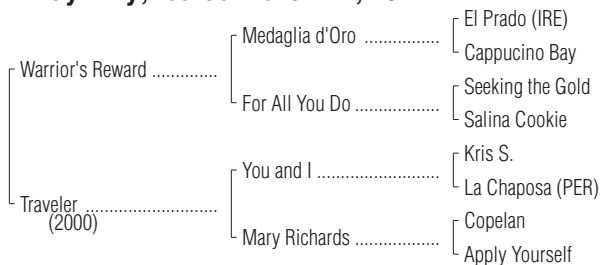 El Prado (IRE)
Medaglia d'Oro ................
Cappucino Bay
Warrior's Reward ..............
Seeking the Gold
For All You Do ..................
Salina Cookie
Kris S.
You and I ..........................
La Chaposa (PER)
Traveler ............................
(2000)
Copelan
Mary Richards ..................
Apply Yourself